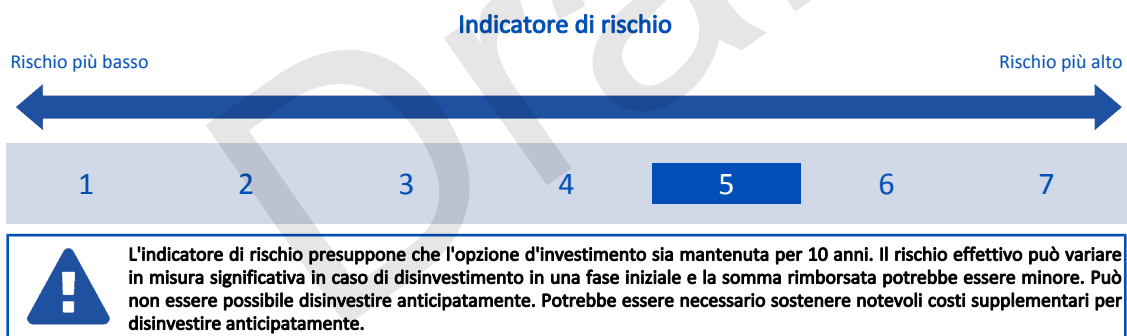 Indicatore di rischio
Rischio più basso Rischio più alto
1 2 3 4 5 6 7
L'indicatore di rischio presuppone che l'opzione d'investimento sia mantenuta per 10 anni. Il rischio effettivo può variare
in misura significativa in caso di disinvestimento in una fase iniziale e la somma rimborsata potrebbe essere minore. Può
non essere possibile disinvestire anticipatamente. Potrebbe essere necessario sostenere notevoli costi supplementari per
disinvestire anticipatamente.